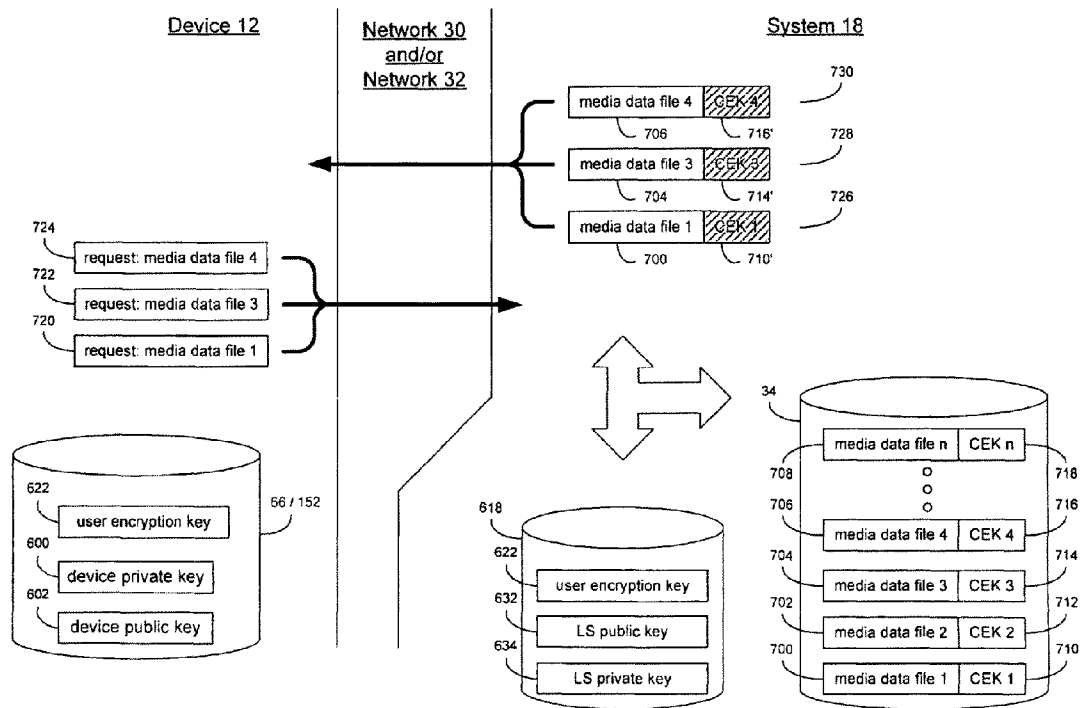 Device 12
Network 30
and/or
Network 32
System 18
730
media data file 4 CEK 4
706 716'
728
media data file 3 CEK 3
704 714'
726
media data file 1 CEK 1
700 710'
724
request: media data file 4
722
request: media data file 3
720
request: media data file 1
34
media data file n CEK n
708 718
706 716
media data file 4 CEK 4
704 714
media data file 3 CEK 3
702 712
media data file 2 CEK 2
700 710
media data file 1 CEK 1
66 / 152
622
user encryption key
600
device private key
602
device public key
618
622
user encryption key
632
LS public key
634
LS private key